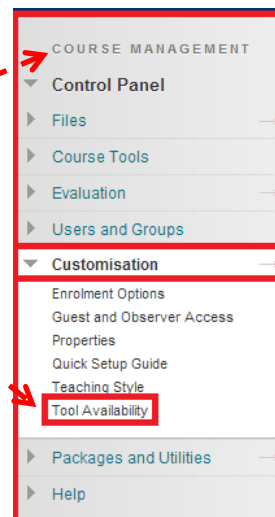 COURSE MANAGEMENT
Control Panel
Files
Course Tools
Evaluation
Users and Groups
Customisation
Enrolment Options
Guest and Observer Access
Properties
Quick Setup Guide
Teaching Style
Tool Availability
Packages and Utilities
Help